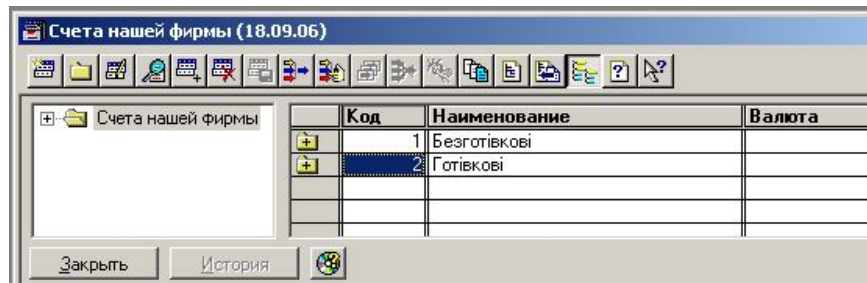 Счета нашей фирмы (18.09.06)
Счета нашей фирмы
Код Наименование Валюта
1 Безготівкові
2 Готівкові
Закрыть История